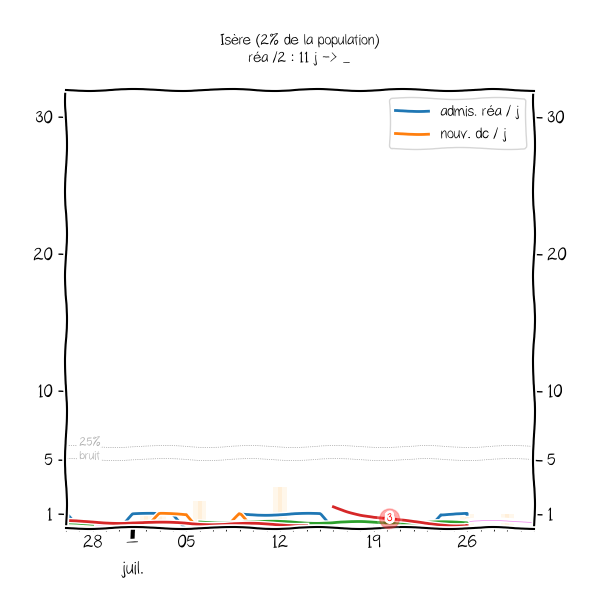 Isère (2% de la population)
réa /2 : 11 j -> _
admis. réa / j
nouv. dc / j
30
30
20
20
10
10
25%
5
bruit
5
1
3
1
28
05
12
19
26
juil.